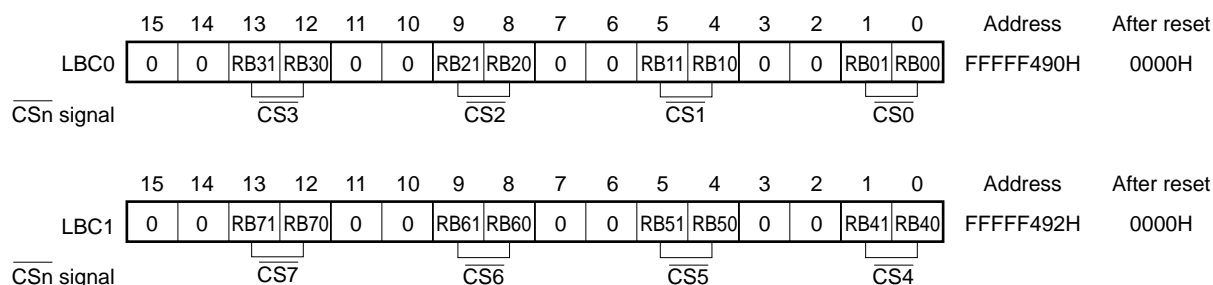 15 14 13 12 11 10 9 8 7 6 5 4 3 2 1 0 Address After reset
LBC0 0 0 RB31 RB30 0 0 RB21 RB20 0 0 RB11 RB10 0 0 RB01 RB00 FFFFF490H 0000H
CSn signal CS3 CS2 CS1 CS0
15 14 13 12 11 10 9 8 7 6 5 4 3 2 1 0 Address After reset
LBC1 0 0 RB71 RB70 0 0 RB61 RB60 0 0 RB51 RB50 0 0 RB41 RB40 FFFFF492H 0000H
CSn signal CS7 CS6 CS5 CS4